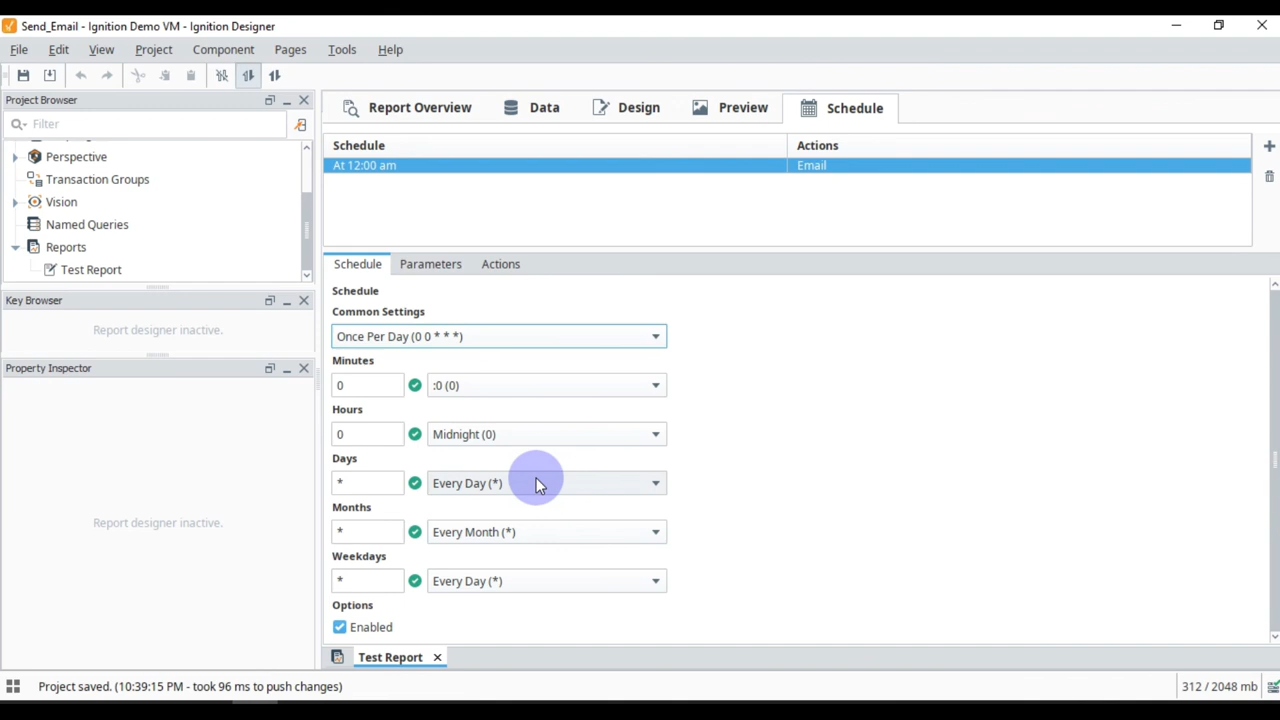 Send_Email - Ignition Demo VM - Ignition Designer
File Edit View Project Component Pages Tools Help
Project Browser
Filter
Perspective
Transaction Groups
Vision
Named Queries
Reports
Test Report
Key Browser
Report designer inactive.
Property Inspector
Report designer inactive.
Report Overview Data Design Preview Schedule
Schedule Actions
At 12:00 am Email
Schedule Parameters Actions
Schedule
Common Settings
Once Per Day (0 0 * * *)
Minutes
0 :0 (0)
Hours
0 Midnight (0)
Days
* Every Day (*)
Months
* Every Month (*)
Weekdays
* Every Day (*)
Options
Enabled
Test Report
Project saved. (10:39:15 PM - took 96 ms to push changes)
312 / 2048 mb